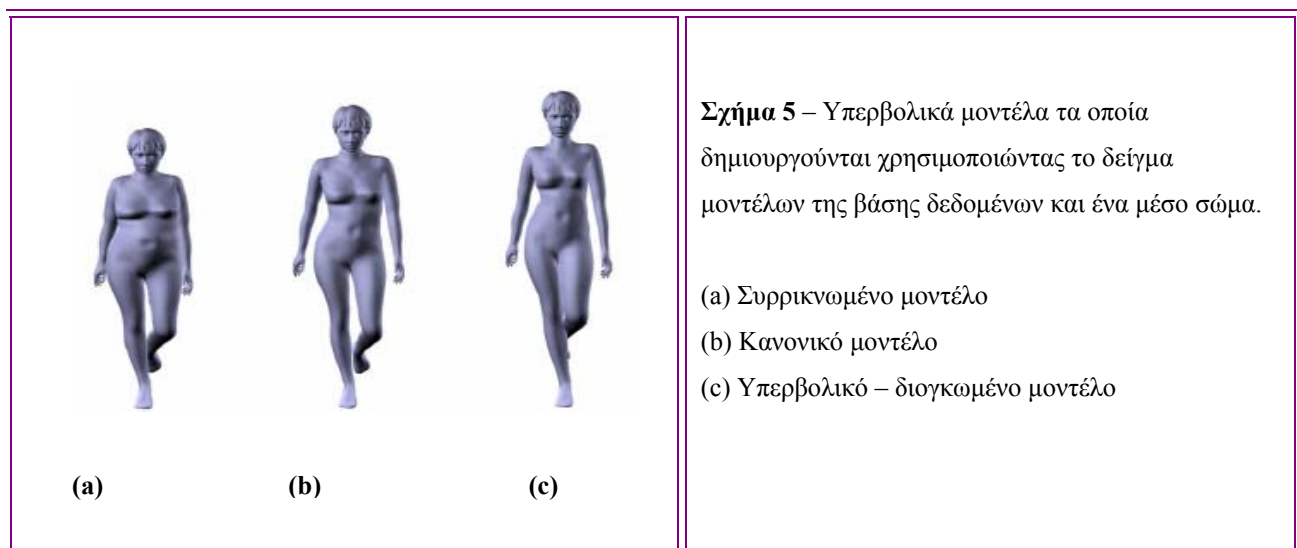 Σχήμα 5 – Υπερβολικά μοντέλα τα οποία
δημιουργούνται χρησιμοποιώντας το δείγμα
μοντέλων της βάσης δεδομένων και ένα μέσο σώμα.
(a) Συρρικνωμένο μοντέλο
(b) Κανονικό μοντέλο
(c) Υπερβολικό – διογκωμένο μοντέλο
(a) (b) (c)